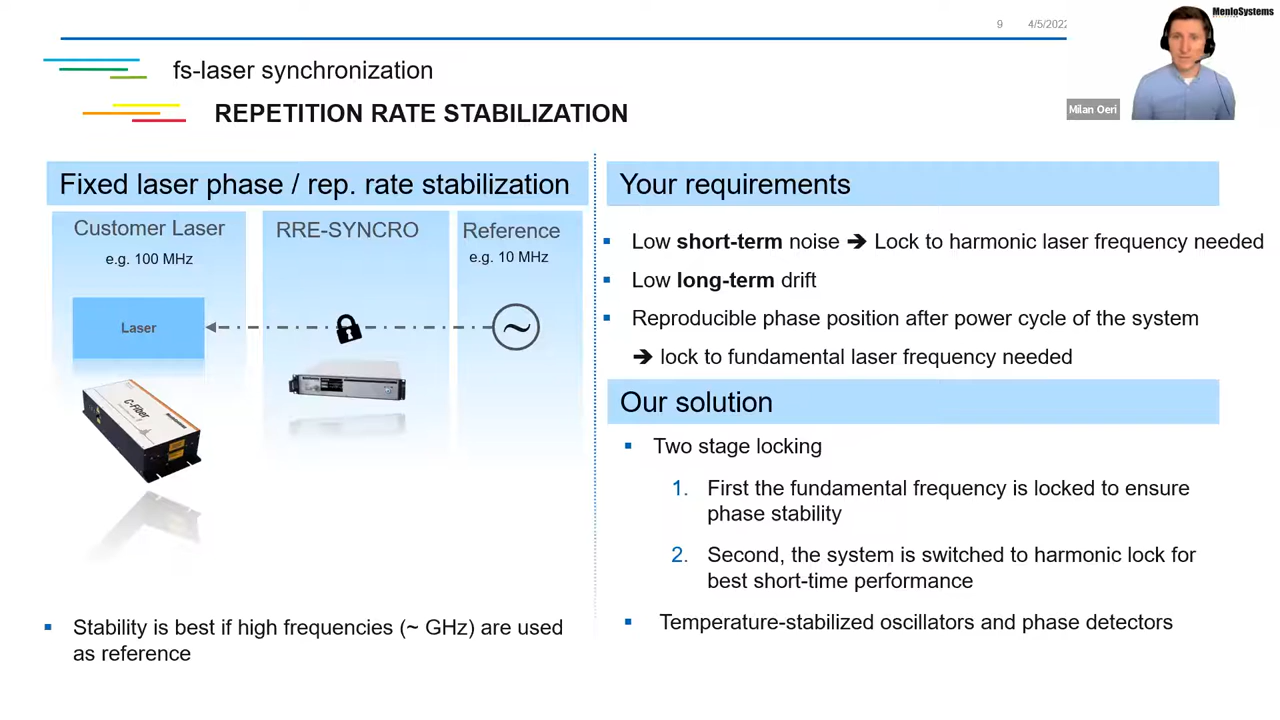 9 4/5/2022
MenloSystems
Milan Oeri
fs-laser synchronization
REPETITION RATE STABILIZATION
Fixed laser phase / rep. rate stabilization
Customer Laser
e.g. 100 MHz
RRE-SYNCRO
Reference
e.g. 10 MHz
Laser
~
C-Fiber
▪ Stability is best if high frequencies (~ GHz) are used
as reference
Your requirements
▪ Low short-term noise ➔ Lock to harmonic laser frequency needed
▪ Low long-term drift
▪ Reproducible phase position after power cycle of the system
➔ lock to fundamental laser frequency needed
Our solution
▪ Two stage locking
1. First the fundamental frequency is locked to ensure
phase stability
2. Second, the system is switched to harmonic lock for
best short-time performance
▪ Temperature-stabilized oscillators and phase detectors